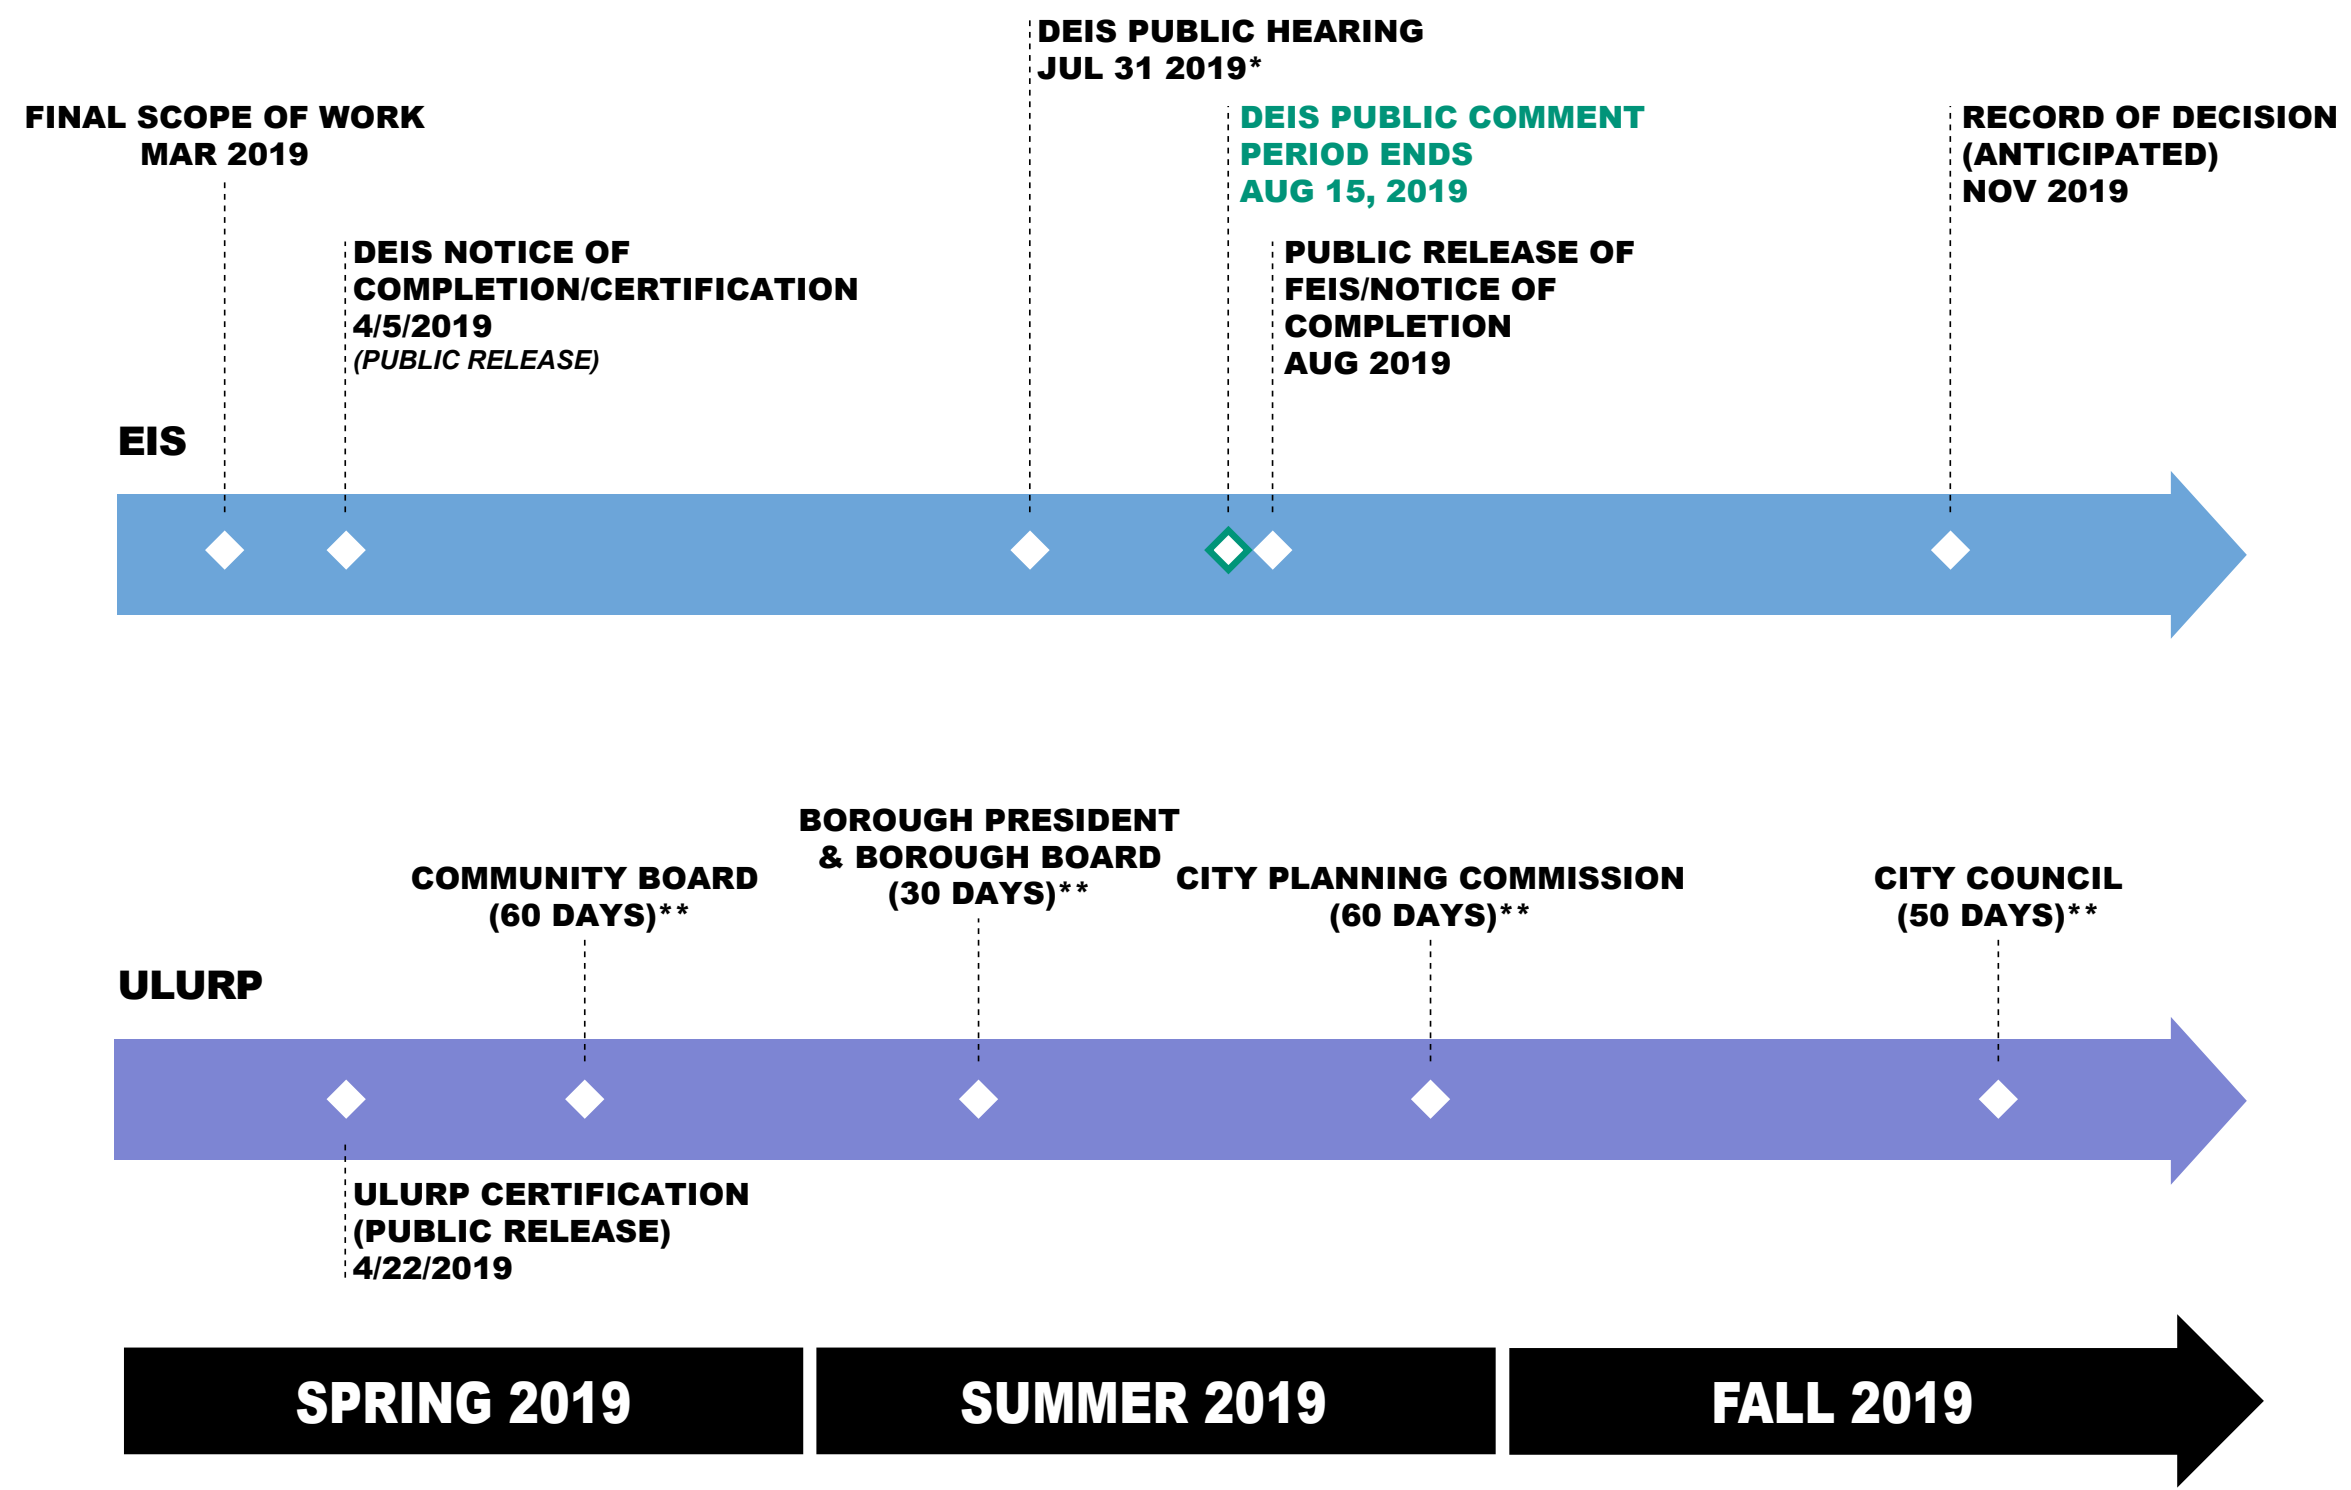 DEIS PUBLIC HEARING
JUL 31 2019*
FINAL SCOPE OF WORK
MAR 2019
DEIS PUBLIC COMMENT
PERIOD ENDS
AUG 15, 2019
RECORD OF DECISION
(ANTICIPATED)
NOV 2019
DEIS NOTICE OF
COMPLETION/CERTIFICATION
4/5/2019
(PUBLIC RELEASE)
PUBLIC RELEASE OF
FEIS/NOTICE OF
COMPLETION
AUG 2019
EIS
BOROUGH PRESIDENT
& BOROUGH BOARD
(30 DAYS)**
COMMUNITY BOARD
(60 DAYS)**
CITY PLANNING COMMISSION
(60 DAYS)**
CITY COUNCIL
(50 DAYS)**
ULURP
ULURP CERTIFICATION
(PUBLIC RELEASE)
4/22/2019
SPRING 2019
SUMMER 2019
FALL 2019